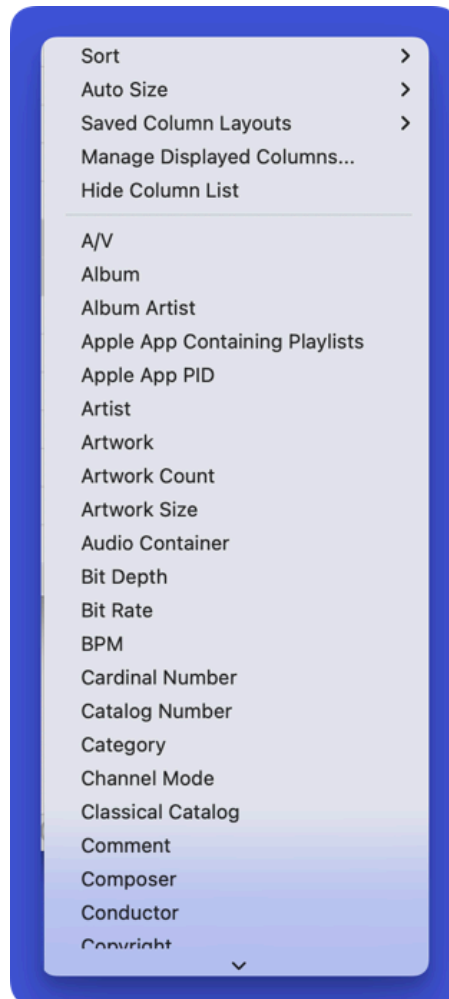 Sort
Auto Size
Saved Column Layouts
Manage Displayed Columns...
Hide Column List
A/V
Album
Album Artist
Apple App Containing Playlists
Apple App PID
Artist
Artwork
Artwork Count
Artwork Size
Audio Container
Bit Depth
Bit Rate
BPM
Cardinal Number
Catalog Number
Category
Channel Mode
Classical Catalog
Comment
Composer
Conductor
Copyright